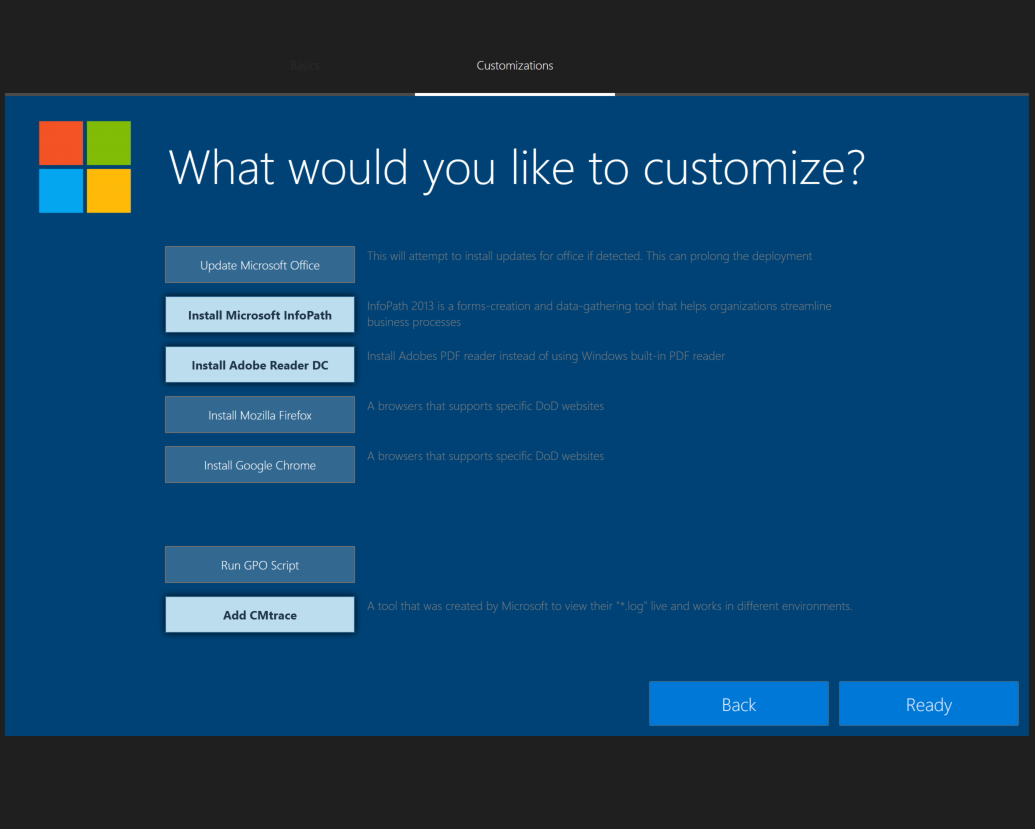 Basics
Customizations
What would you like to customize?
Update Microsoft Office
This will attempt to install updates for office if detected. This can prolong the deployment
Install Microsoft InfoPath
InfoPath 2013 is a forms-creation and data-gathering tool that helps organizations streamline
business processes
Install Adobe Reader DC
Install Adobes PDF reader instead of using Windows built-in PDF reader
Install Mozilla Firefox
A browsers that supports specific DoD websites
Install Google Chrome
A browsers that supports specific DoD websites
Run GPO Script
Add CMtrace
A tool that was created by Microsoft to view their "*.log" live and works in different environments.
Back
Ready